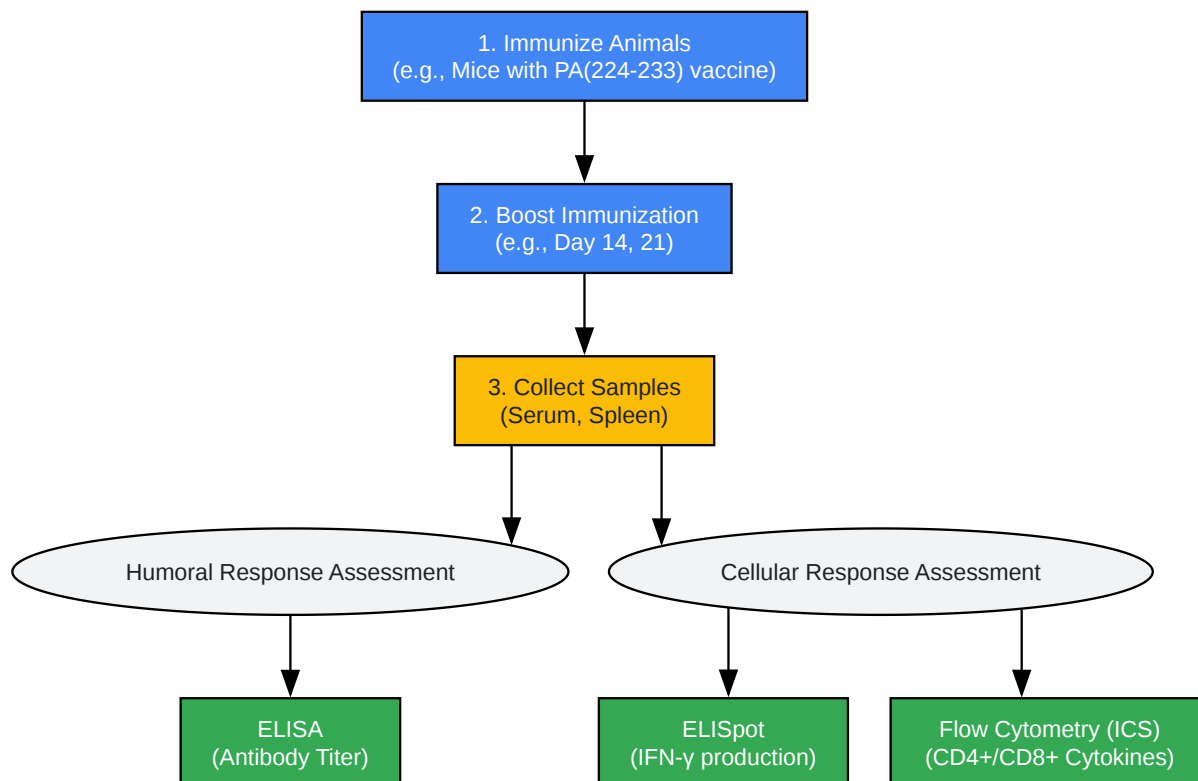 1. Immunize Animals
(e.g., Mice with PA(224-233) vaccine)
2. Boost Immunization
(e.g., Day 14, 21)
3. Collect Samples
(Serum, Spleen)
Humoral Response Assessment
Cellular Response Assessment
ELISA
(Antibody Titer)
ELISpot
(IFN-γ production)
Flow Cytometry (ICS)
(CD4+/CD8+ Cytokines)